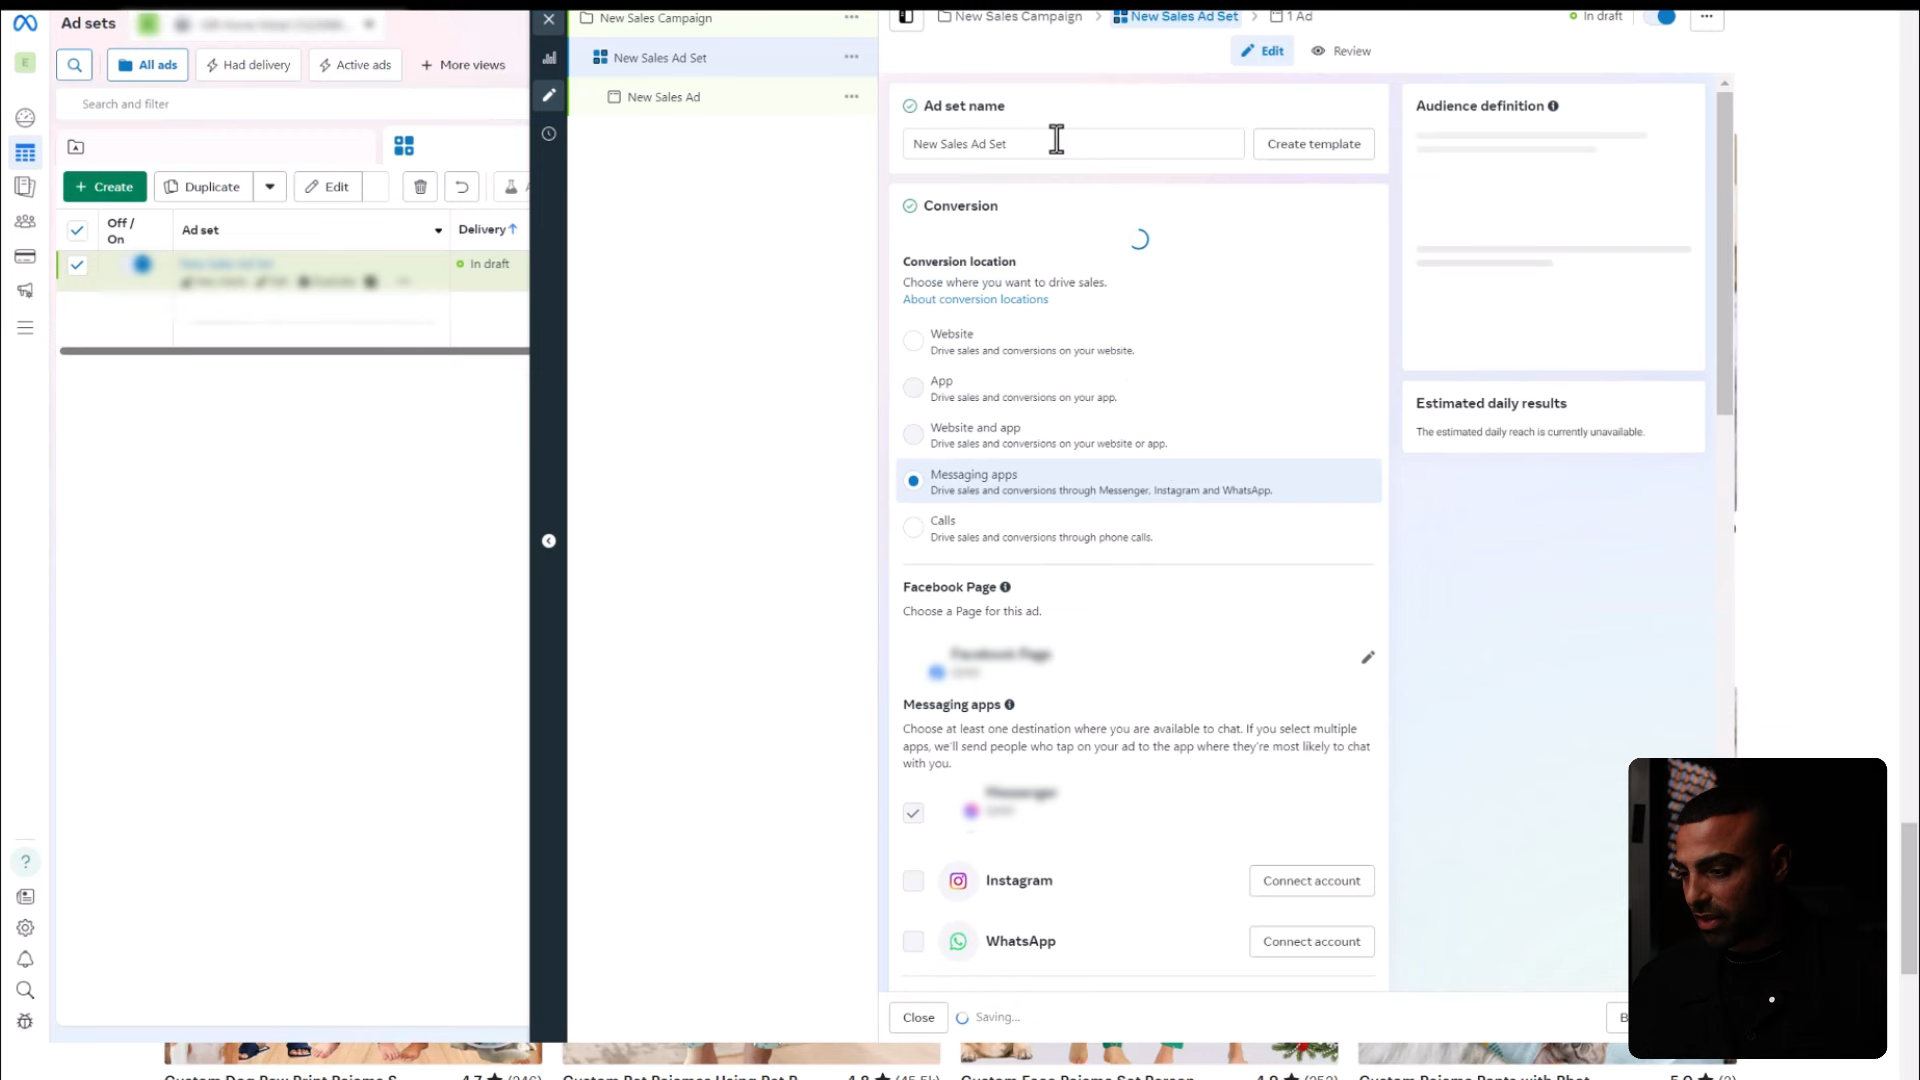 Ad sets
New Sales Campaign
New Sales Campaign
New Sales Ad Set
1 Ad
In draft
All ads
Had delivery
Active ads
+ More views
New Sales Ad Set
Edit
Review
Search and filter
New Sales Ad
Ad set name
Audience definition
New Sales Ad Set
Create template
+ Create
Duplicate
Edit
Conversion
Off / On
Ad set
Delivery
In draft
Conversion location
Choose where you want to drive sales.
About conversion locations
Website
Drive sales and conversions on your website.
App
Drive sales and conversions on your app.
Website and app
Drive sales and conversions on your website or app.
Messaging apps
Drive sales and conversions through Messenger, Instagram and WhatsApp.
Calls
Drive sales and conversions through phone calls.
Estimated daily results
The estimated daily reach is currently unavailable.
Facebook Page
Choose a Page for this ad.
Facebook Page
Messaging apps
Choose at least one destination where you are available to chat. If you select multiple
apps, we'll send people who tap on your ad to the app where they're most likely to chat
with you.
Messenger
Instagram
Connect account
WhatsApp
Connect account
Close
Saving...